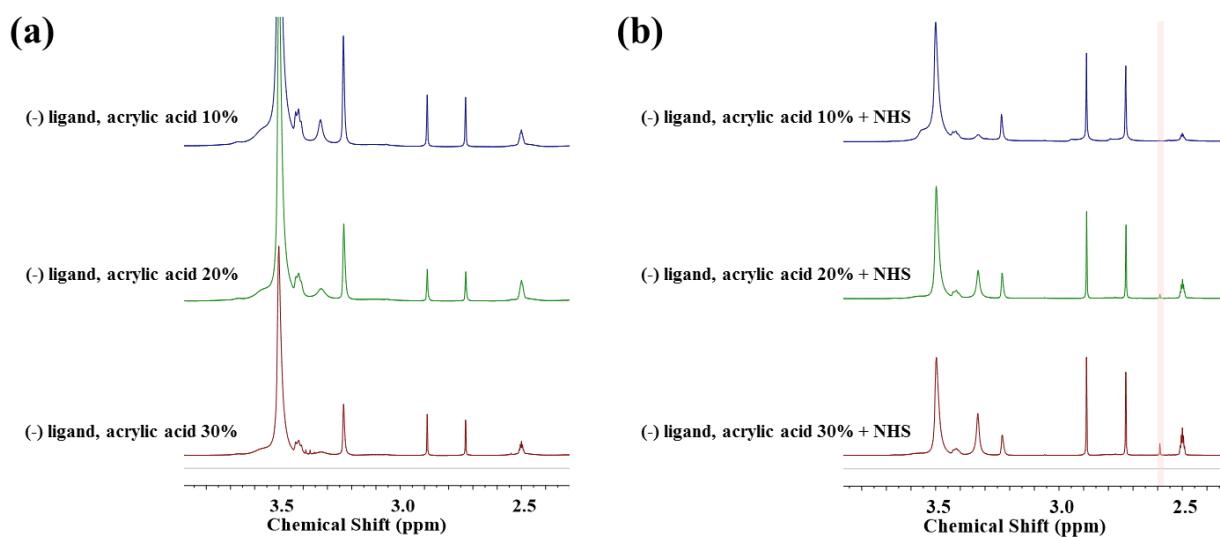 (a)
(-) ligand, acrylic acid 10%
(-) ligand, acrylic acid 20%
(-) ligand, acrylic acid 30%
3.5 3.0 2.5
Chemical Shift (ppm)
(b)
(-) ligand, acrylic acid 10% + NHS
(-) ligand, acrylic acid 20% + NHS
(-) ligand, acrylic acid 30% + NHS
3.5 3.0 2.5
Chemical Shift (ppm)